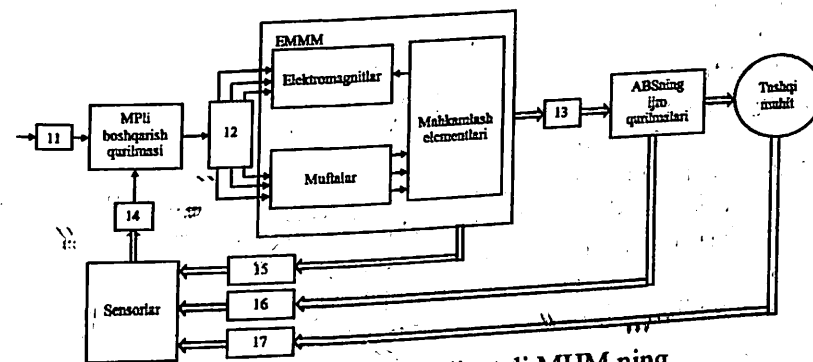 EMMM
Elektromagnitlar
Mahkamlash
elementlari
Muftalar
11
MPli
boshqarish
qurilmasi
12
13
ABSning
ijro
qurilmalari
Tashqi
muhit
14
15
Sensorlar
16
17
MUM ning